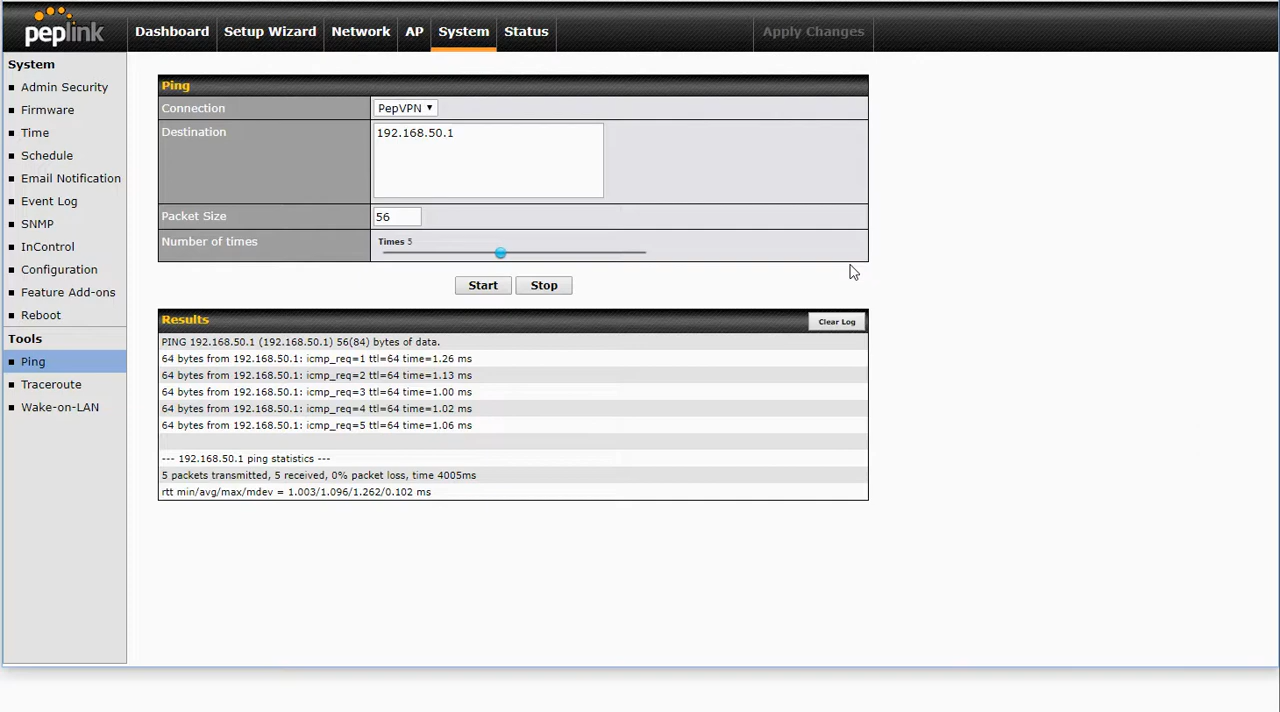 peplink
Dashboard
Setup Wizard
Network
AP
System
Status
Apply Changes
System
Admin Security
Firmware
Time
Schedule
Email Notification
Event Log
SNMP
InControl
Configuration
Feature Add-ons
Reboot
Tools
Ping
Traceroute
Wake-on-LAN
Ping
Connection
PepVPN
Destination
192.168.50.1
Packet Size
56
Number of times
Times 5
Start
Stop
Results
Clear Log
PING 192.168.50.1 (192.168.50.1) 56(84) bytes of data.
64 bytes from 192.168.50.1: icmp_req=1 ttl=64 time=1.26 ms
64 bytes from 192.168.50.1: icmp_req=2 ttl=64 time=1.13 ms
64 bytes from 192.168.50.1: icmp_req=3 ttl=64 time=1.00 ms
64 bytes from 192.168.50.1: icmp_req=4 ttl=64 time=1.02 ms
64 bytes from 192.168.50.1: icmp_req=5 ttl=64 time=1.06 ms
--- 192.168.50.1 ping statistics ---
5 packets transmitted, 5 received, 0% packet loss, time 4005ms
rtt min/avg/max/mdev = 1.003/1.096/1.262/0.102 ms